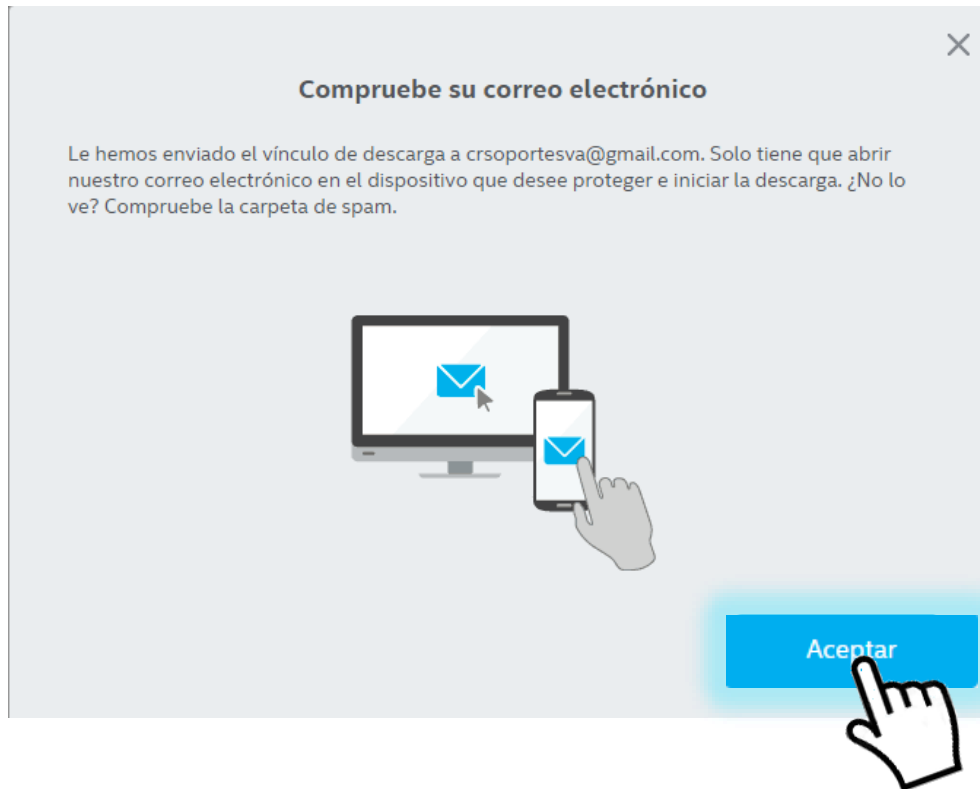 Compruebe su correo electrónico
Le hemos enviado el vínculo de descarga a crsoportesva@gmail.com. Solo tiene que abrir
nuestro correo electrónico en el dispositivo que desee proteger e iniciar la descarga. ¿No lo
ve? Compruebe la carpeta de spam.
Aceptar